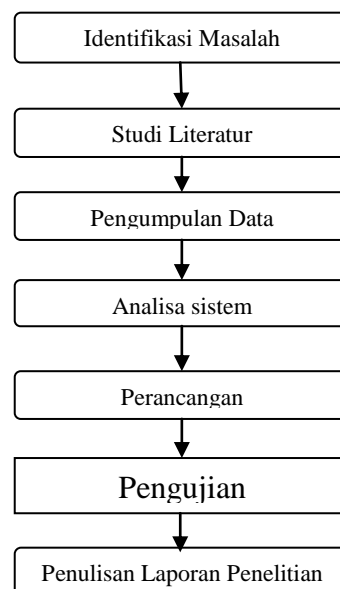 Identifikasi Masalah
Studi Literatur
Pengumpulan Data
Analisa sistem
Perancangan
Pengujian
Penulisan Laporan Penelitian